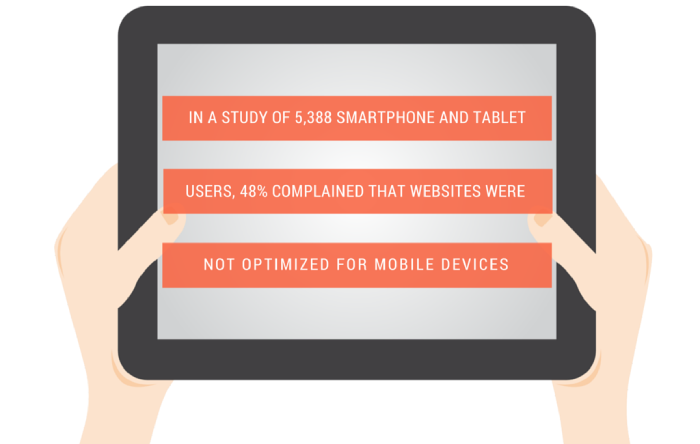 IN A STUDY OF 5,388 SMARTPHONE AND TABLET
USERS, 48% COMPLAINED THAT WEBSITES WERE
NOT OPTIMIZED FOR MOBILE DEVICES